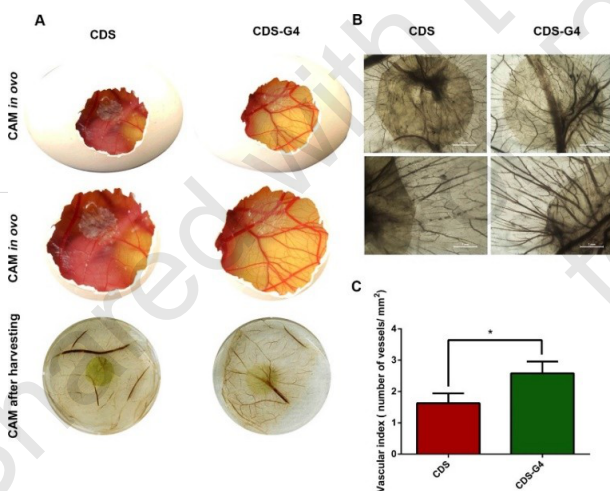 A
CDS
CDS-G4
CAM in ovo
CAM in ovo
CAM after harvesting
B
CDS
CDS-G4
C
Vascular index ( number of vessels/ mm²)
4
3
2
1
0
*
CDS
CDS-G4